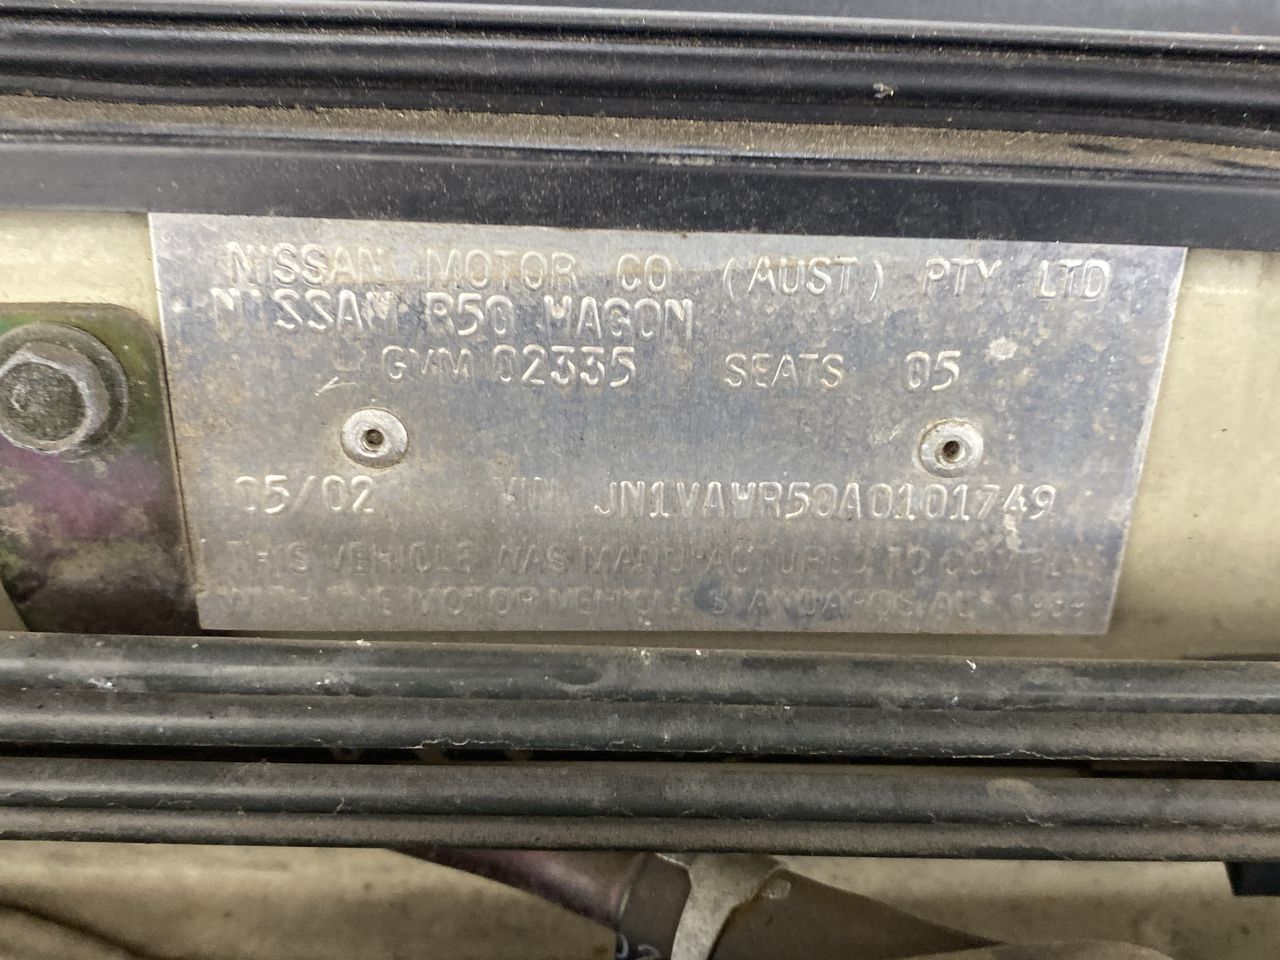 NISSAN MOTOR CO (AUST) PTY LTD
NISSAN R50 WAGON
GVM 02335 SEATS 05
05/02 VIN JN1VAWR50A0101749
THIS VEHICLE WAS MANUFACTURED TO COMPLY
WITH THE MOTOR VEHICLE STANDARDS ACT 1989